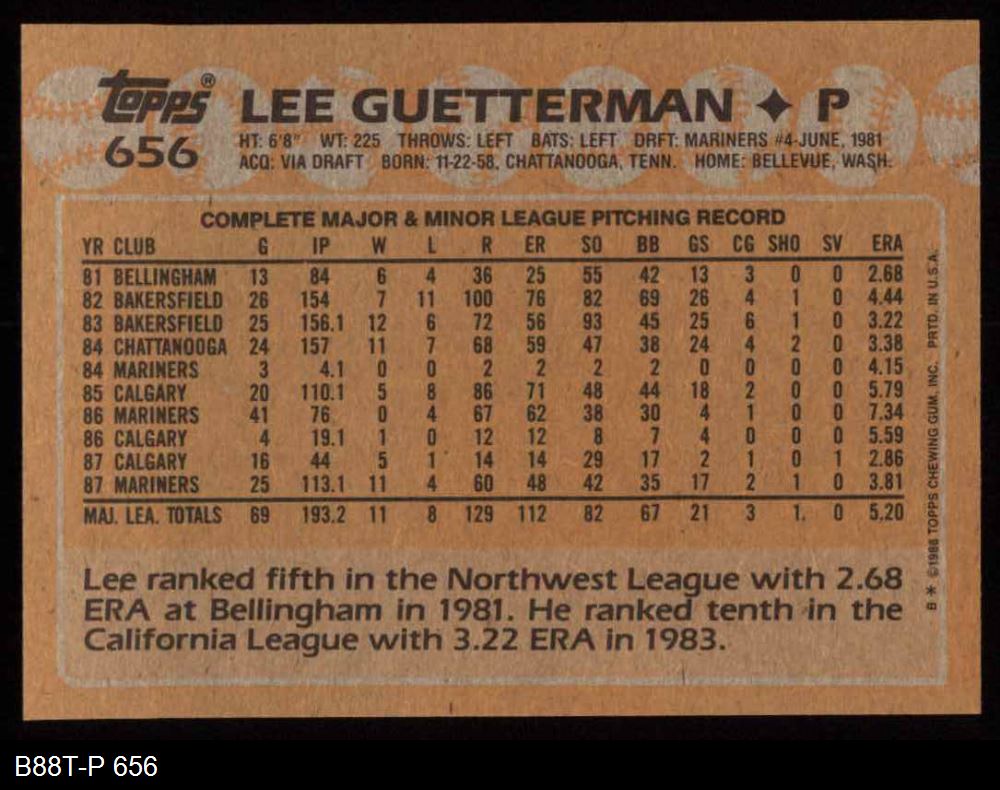 topps® LEE GUETTERMAN ✦ P
656 HT: 6'8" WT: 225 THROWS: LEFT BATS: LEFT DRFT: MARINERS #4-JUNE, 1981
ACQ: VIA DRAFT BORN: 11-22-58, CHATTANOOGA, TENN. HOME: BELLEVUE, WASH.
COMPLETE MAJOR & MINOR LEAGUE PITCHING RECORD
YR CLUB G IP W L R ER SO BB GS CG SHO SV ERA
81 BELLINGHAM 13 84 6 4 36 25 55 42 13 3 0 0 2.68
82 BAKERSFIELD 26 154 7 11 100 76 82 69 26 4 1 0 4.44
83 BAKERSFIELD 25 156.1 12 6 72 56 93 45 25 6 1 0 3.22
84 CHATTANOOGA 24 157 11 7 68 59 47 38 24 4 2 0 3.38
84 MARINERS 3 4.1 0 0 2 2 2 2 0 0 0 0 4.15
85 CALGARY 20 110.1 5 8 86 71 48 44 18 2 0 0 5.79
86 MARINERS 41 76 0 4 67 62 38 30 4 1 0 0 7.34
86 CALGARY 4 19.1 1 0 12 12 8 7 4 0 0 0 5.59
87 CALGARY 16 44 5 1 14 14 29 17 2 1 0 1 2.86
87 MARINERS 25 113.1 11 4 60 48 42 35 17 2 1 0 3.81
MAJ. LEA. TOTALS 69 193.2 11 8 129 112 82 67 21 3 1. 0 5.20
Lee ranked fifth in the Northwest League with 2.68
ERA at Bellingham in 1981. He ranked tenth in the
California League with 3.22 ERA in 1983.
B * ©1988 TOPPS CHEWING GUM, INC. PRTD. IN U.S.A.
B88T-P 656